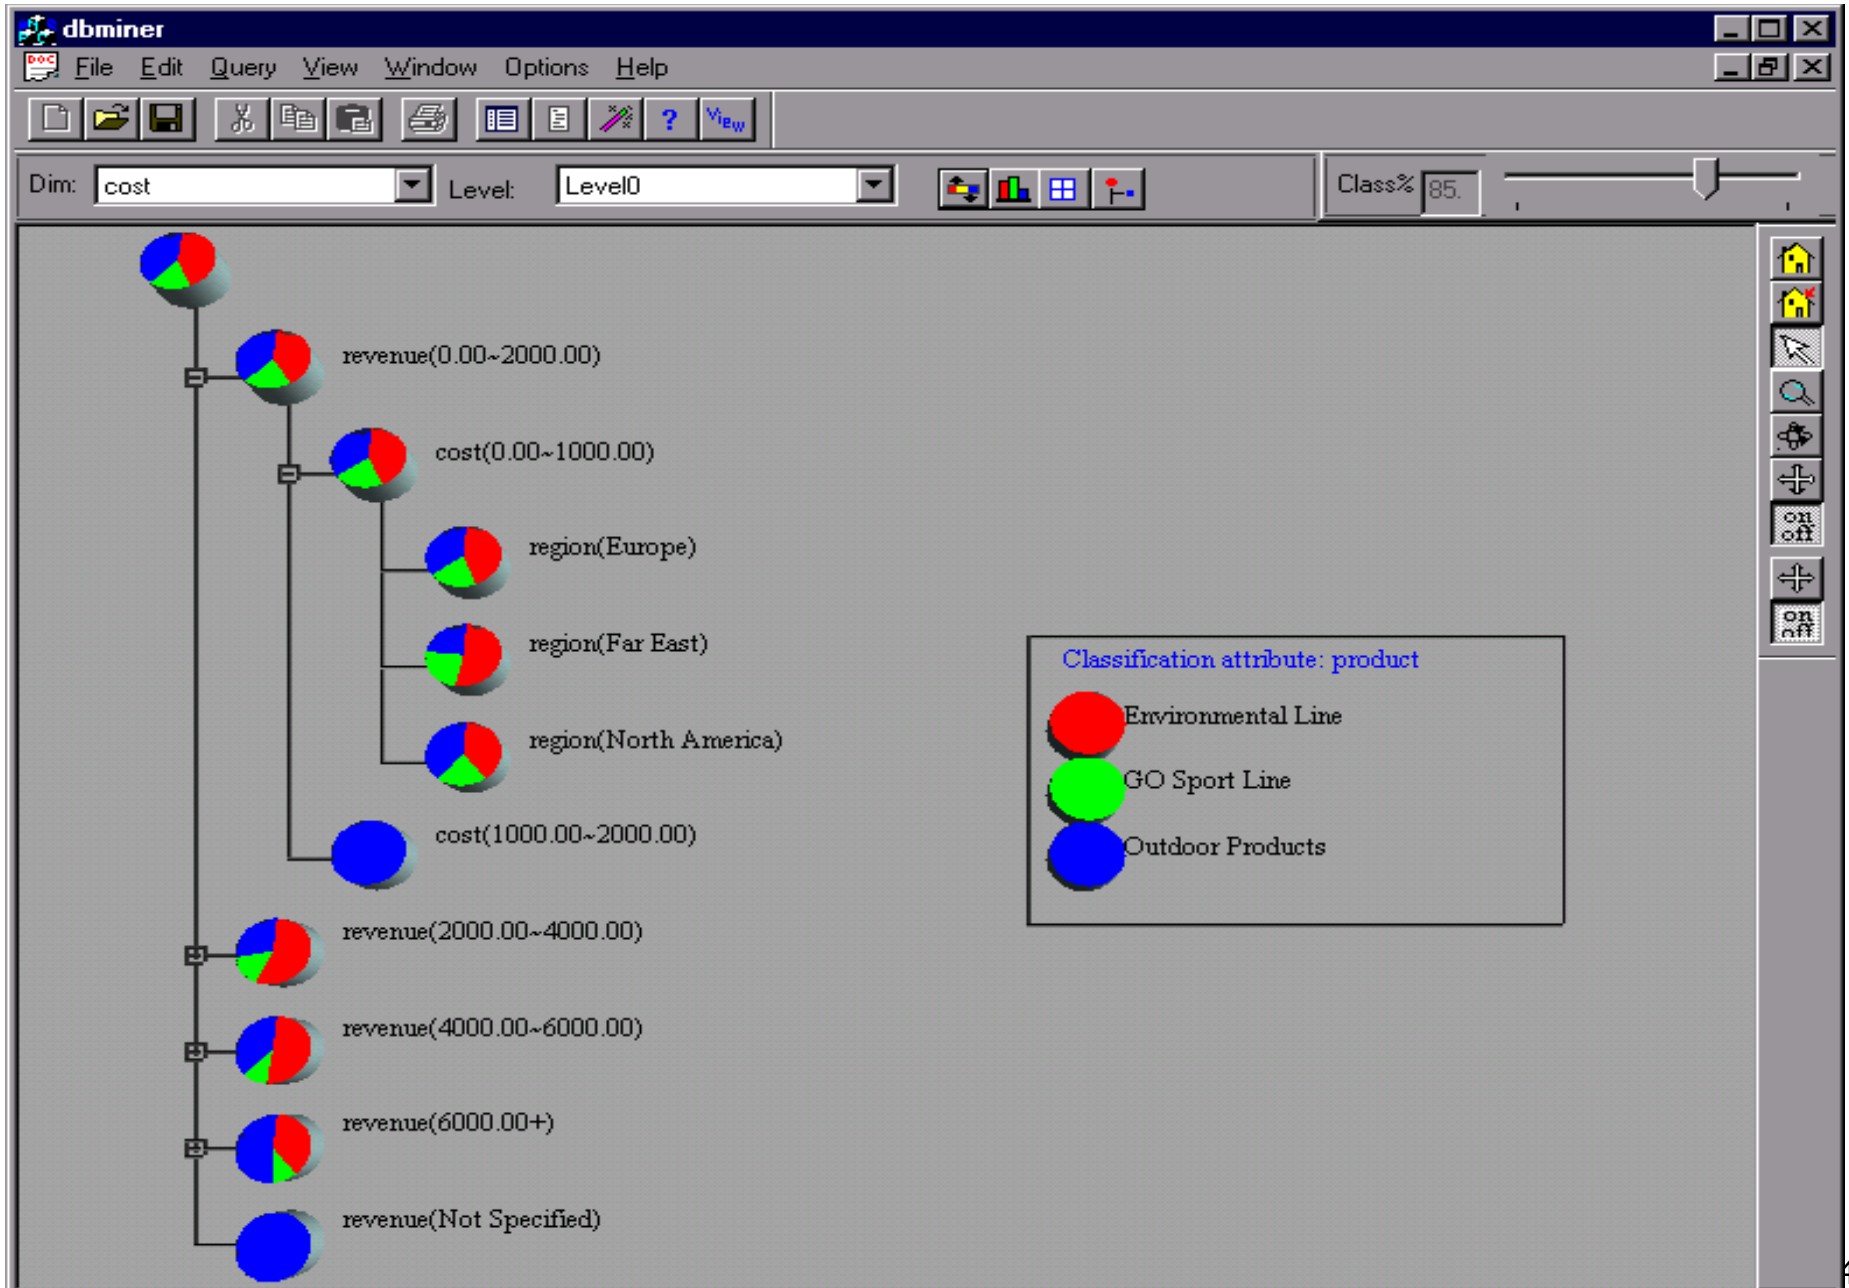 dbminer
File Edit Query View Window Options Help
? View
Dim: cost Level: Level0 Class% 85.
revenue(0.00~2000.00)
cost(0.00~1000.00)
region(Europe)
region(Far East)
region(North America)
cost(1000.00~2000.00)
revenue(2000.00~4000.00)
revenue(4000.00~6000.00)
revenue(6000.00+)
revenue(Not Specified)
Classification attribute: product
Environmental Line
GO Sport Line
Outdoor Products
on
off
on
off